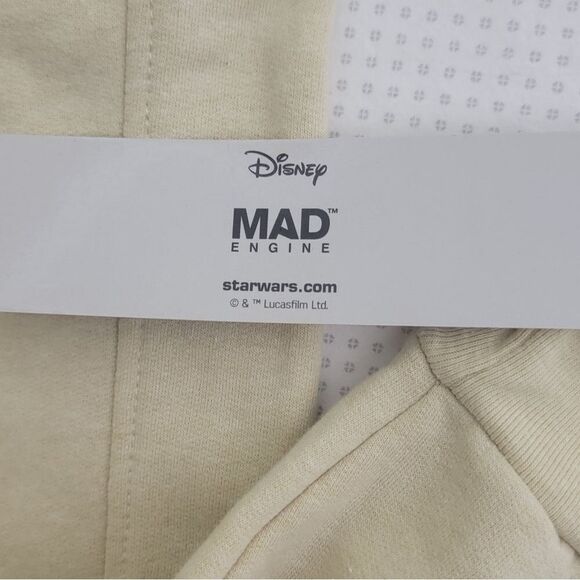 Disney
MAD™
ENGINE
starwars.com
© & ™ Lucasfilm Ltd.